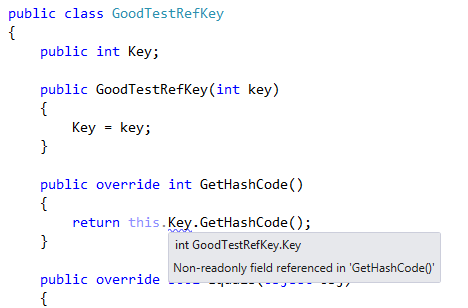 public class GoodTestRefKey
{
    public int Key;

    public GoodTestRefKey(int key)
    {
        Key = key;
    }

    public override int GetHashCode()
    {
        return this.Key.GetHashCode();
    }
int GoodTestRefKey.Key
Non-readonly field referenced in 'GetHashCode()'
    public override
    {